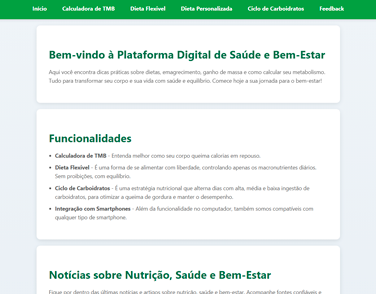 Início Calculadora de TMB Dieta Flexível Dieta Personalizada Ciclo de Carboidratos Feedback
Bem-vindo à Plataforma Digital de Saúde e Bem-Estar
Aqui você encontra dicas práticas sobre dietas, emagrecimento, ganho de massa e como calcular seu metabolismo.
Tudo para transformar seu corpo e sua vida com saúde e equilíbrio. Comece hoje a sua jornada para o bem-estar!
Funcionalidades
• Calculadora de TMB - Entenda melhor como seu corpo queima calorias em repouso.
• Dieta Flexível - É uma forma de se alimentar com liberdade, controlando apenas os macronutrientes diários.
Sem proibições, com equilíbrio.
• Ciclo de Carboidratos - É uma estratégia nutricional que alterna dias com alta, média e baixa ingestão de
carboidratos, para otimizar a queima de gordura e manter o desempenho.
• Integração com Smartphones - Além da funcionalidade no computador, também somos compatíveis com
qualquer tipo de smartphone.
Notícias sobre Nutrição, Saúde e Bem-Estar
Fique por dentro das últimas notícias e artigos sobre nutrição, saúde e bem-estar. Acompanhe fontes confiáveis e